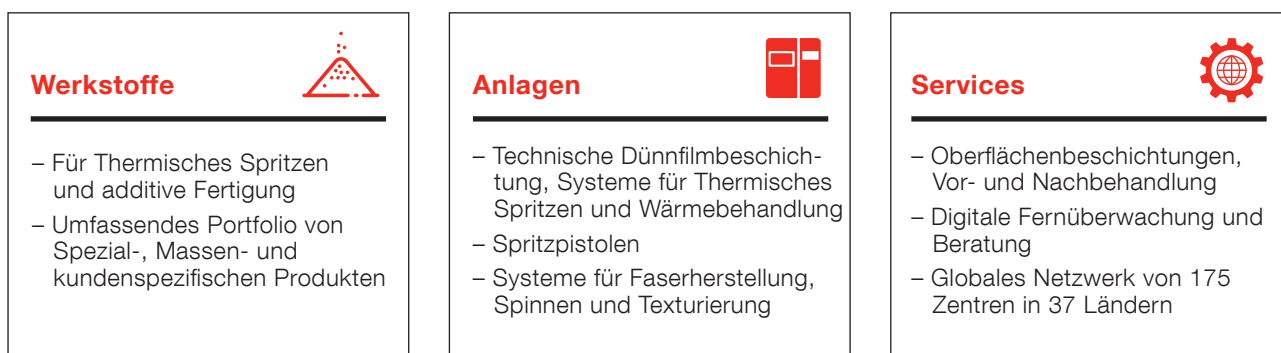 Werkstoffe
– Für Thermisches Spritzen
und additive Fertigung
– Umfassendes Portfolio von
Spezial-, Massen- und
kundenspezifischen Produkten
Anlagen
– Technische Dünnfilmbeschich-
tung, Systeme für Thermisches
Spritzen und Wärmebehandlung
– Spritzpistolen
– Systeme für Faserherstellung,
Spinnen und Texturierung
Services
– Oberflächenbeschichtungen,
Vor- und Nachbehandlung
– Digitale Fernüberwachung und
Beratung
– Globales Netzwerk von 175
Zentren in 37 Ländern